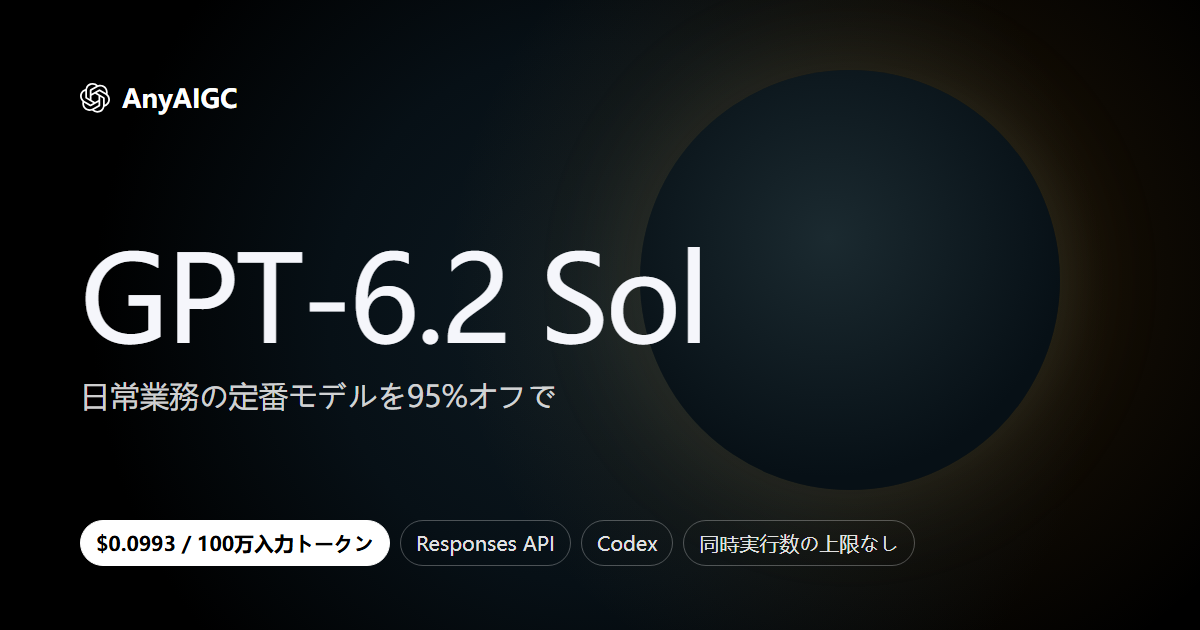 AnyAIGC
GPT-6.2 Sol
日常業務の定番モデルを95%オフで
$0.0993 / 100万入力トークン
Responses API
Codex
同時実行数の上限なし